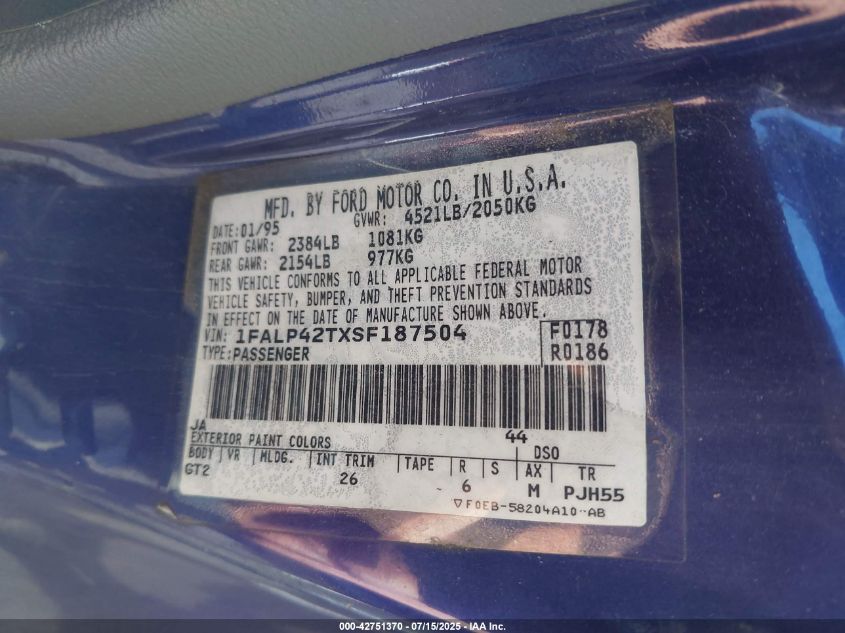 MFD. BY FORD MOTOR CO. IN U.S.A.
DATE: 01/95 GVWR: 4521LB/2050KG
FRONT GAWR: 2384LB 1081KG
REAR GAWR: 2154LB 977KG
THIS VEHICLE CONFORMS TO ALL APPLICABLE FEDERAL MOTOR
VEHICLE SAFETY, BUMPER, AND THEFT PREVENTION STANDARDS
IN EFFECT ON THE DATE OF MANUFACTURE SHOWN ABOVE.
VIN: 1FALP42TXSF187504 F0178
TYPE: PASSENGER R0186
JA 44
EXTERIOR PAINT COLORS DSO
BODY VR MLDG. INT TRIM TAPE R S AX TR
GT2 26 6 M PJH55
▽F0EB-58204A10-AB
000-42751370 - 07/15/2025 - IAA Inc.